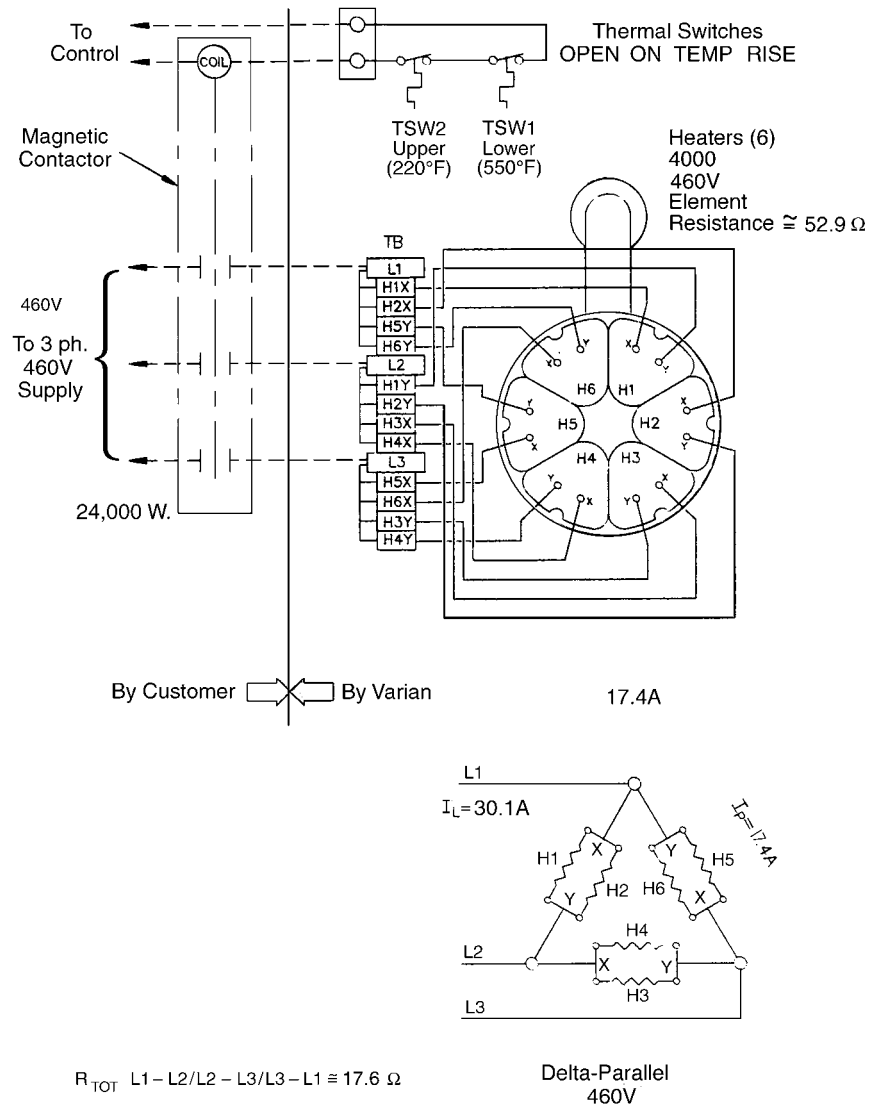 To
Control
COIL
Thermal Switches
OPEN ON TEMP RISE
TSW2
Upper
(220°F)
TSW1
Lower
(550°F)
Magnetic
Contactor
Heaters (6)
4000
460V
Element
Resistance ≅ 52.9 Ω
TB
L1
H1X
H2X
H5Y
H6Y
L2
H1Y
H2Y
H3X
H4X
L3
H5X
H6X
H3Y
H4Y
460V
To 3 ph.
460V
Supply
24,000 W.
X
Y
H6
X
Y
H1
Y
X
H5
X
Y
H2
Y
X
H4
Y
X
H3
By Customer
By Varian
17.4A
L1
I_L=30.1A
I_P=17.4A
H1
X
Y
H2
Y
H5
H6
X
H4
L2
X
Y
H3
L3
R_TOT L1-L2/L2-L3/L3-L1 ≅ 17.6 Ω
Delta-Parallel
460V